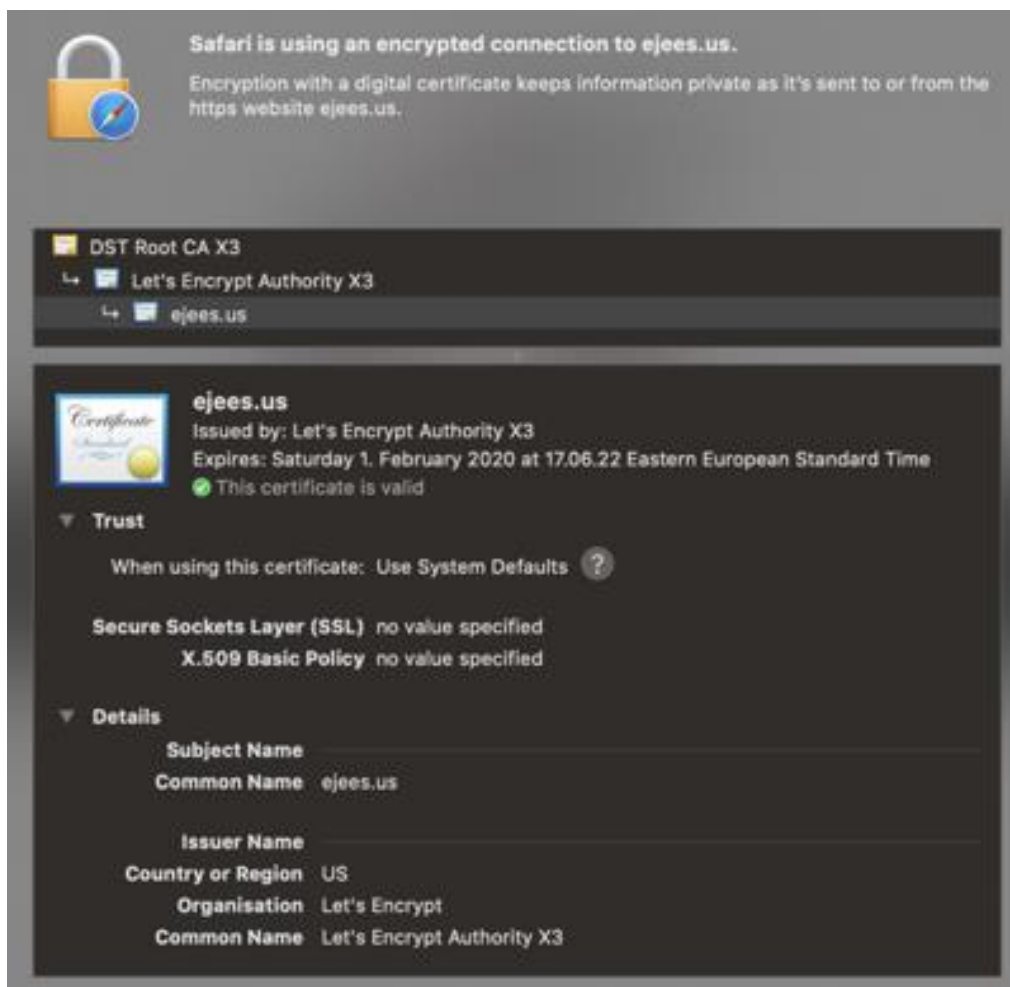 Safari is using an encrypted connection to ejees.us.
Encryption with a digital certificate keeps information private as it's sent to or from the
https website ejees.us.
DST Root CA X3
Let's Encrypt Authority X3
ejees.us
Certificate
ejees.us
Issued by: Let's Encrypt Authority X3
Expires: Saturday 1. February 2020 at 17.06.22 Eastern European Standard Time
This certificate is valid
Trust
When using this certificate: Use System Defaults ?
Secure Sockets Layer (SSL) no value specified
X.509 Basic Policy no value specified
Details
Subject Name
Common Name ejees.us
Issuer Name
Country or Region US
Organisation Let's Encrypt
Common Name Let's Encrypt Authority X3